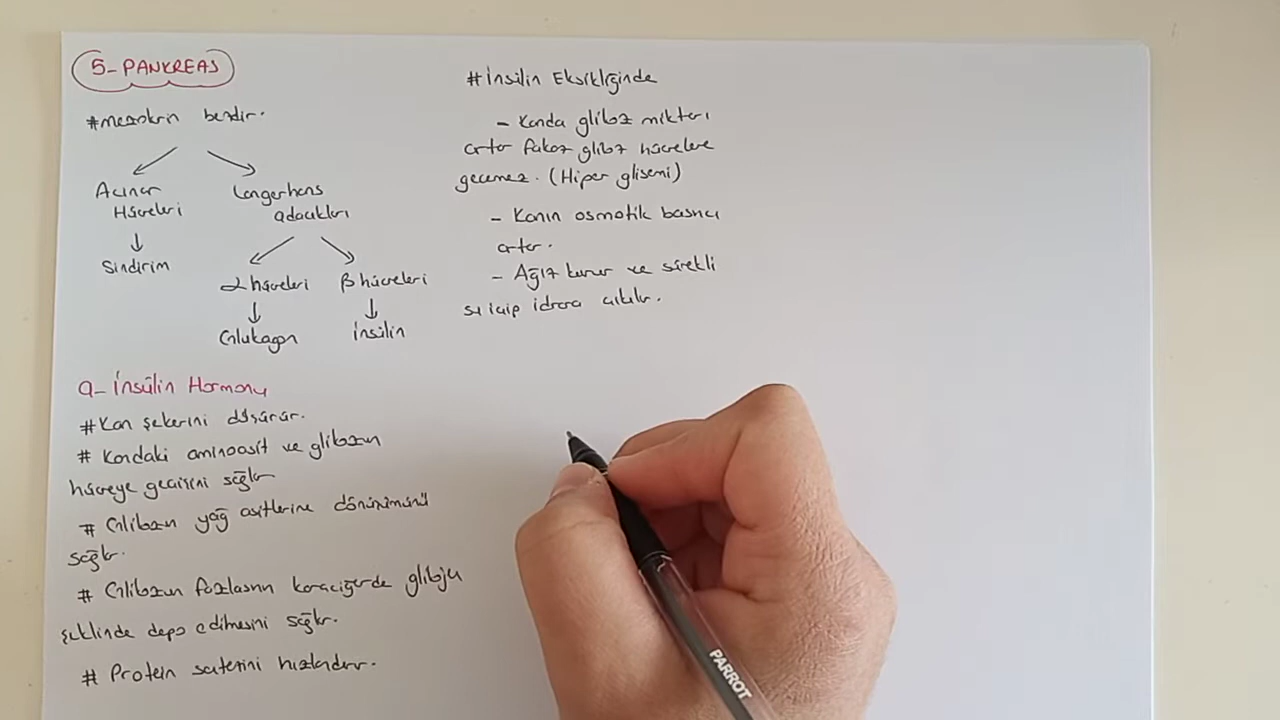 5- PANKREAS
#mezokrin bezdir.
Acınar
Hücreleri
Langerhans
adacıkları
Sindirim
α hücreleri
β hücreleri
Glukagon
İnsülin
a- İnsülin Hormonu
#Kan şekerini düşürür.
# Kandaki aminoasit ve glikozun
hücreye geçişini sağlar
# Glikozun yağ asitlerine dönüşümünü
sağlar.
# Glikozun fazlasının karaciğerde glikojen
şeklinde depo edilmesini sağlar.
# Protein sentezini hızlandırır.
#İnsülin Eksikliğinde
- Kanda glikoz miktarı
artar fakat glikoz hücrelere
geçemez. (Hiper glisemi)
- Kanın osmotik basıncı
artar.
- Ağız kurur ve sürekli
su içip idrara çıkılır.
PARROT